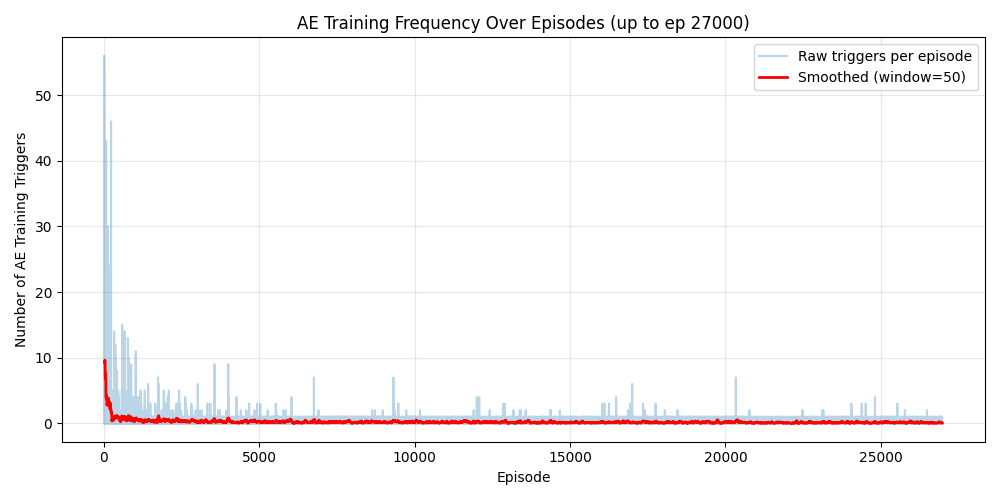 AE Training Frequency Over Episodes (up to ep 27000)
Raw triggers per episode
Smoothed (window=50)
Number of AE Training Triggers
50
40
30
20
10
0
0 5000 10000 15000 20000 25000
Episode